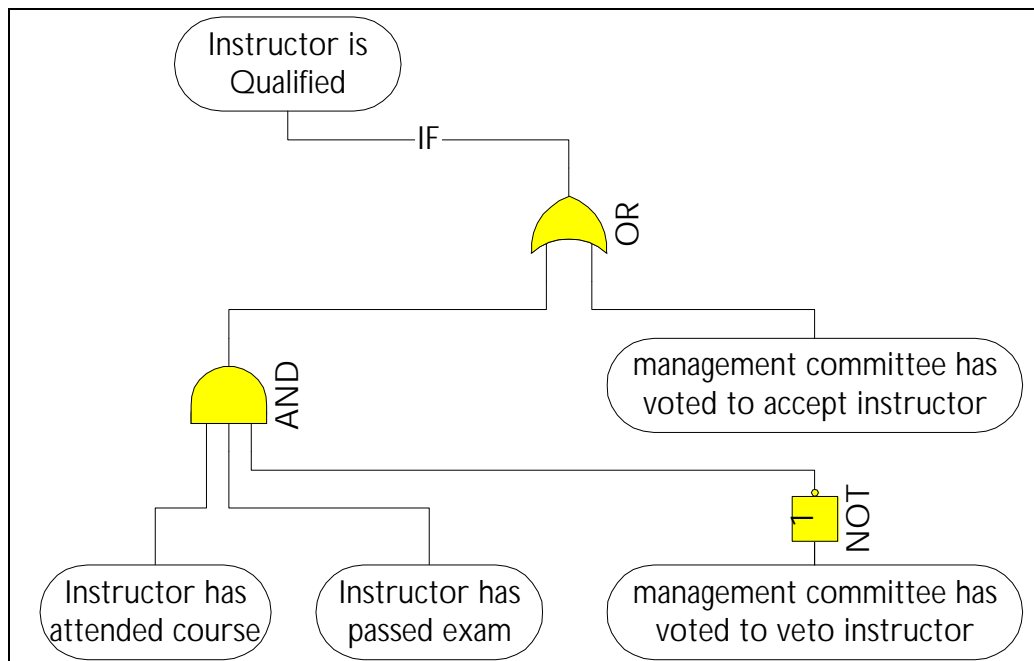 Instructor is
Qualified
IF
OR
management committee has
voted to accept instructor
AND
1
NOT
Instructor has
attended course
Instructor has
passed exam
management committee has
voted to veto instructor